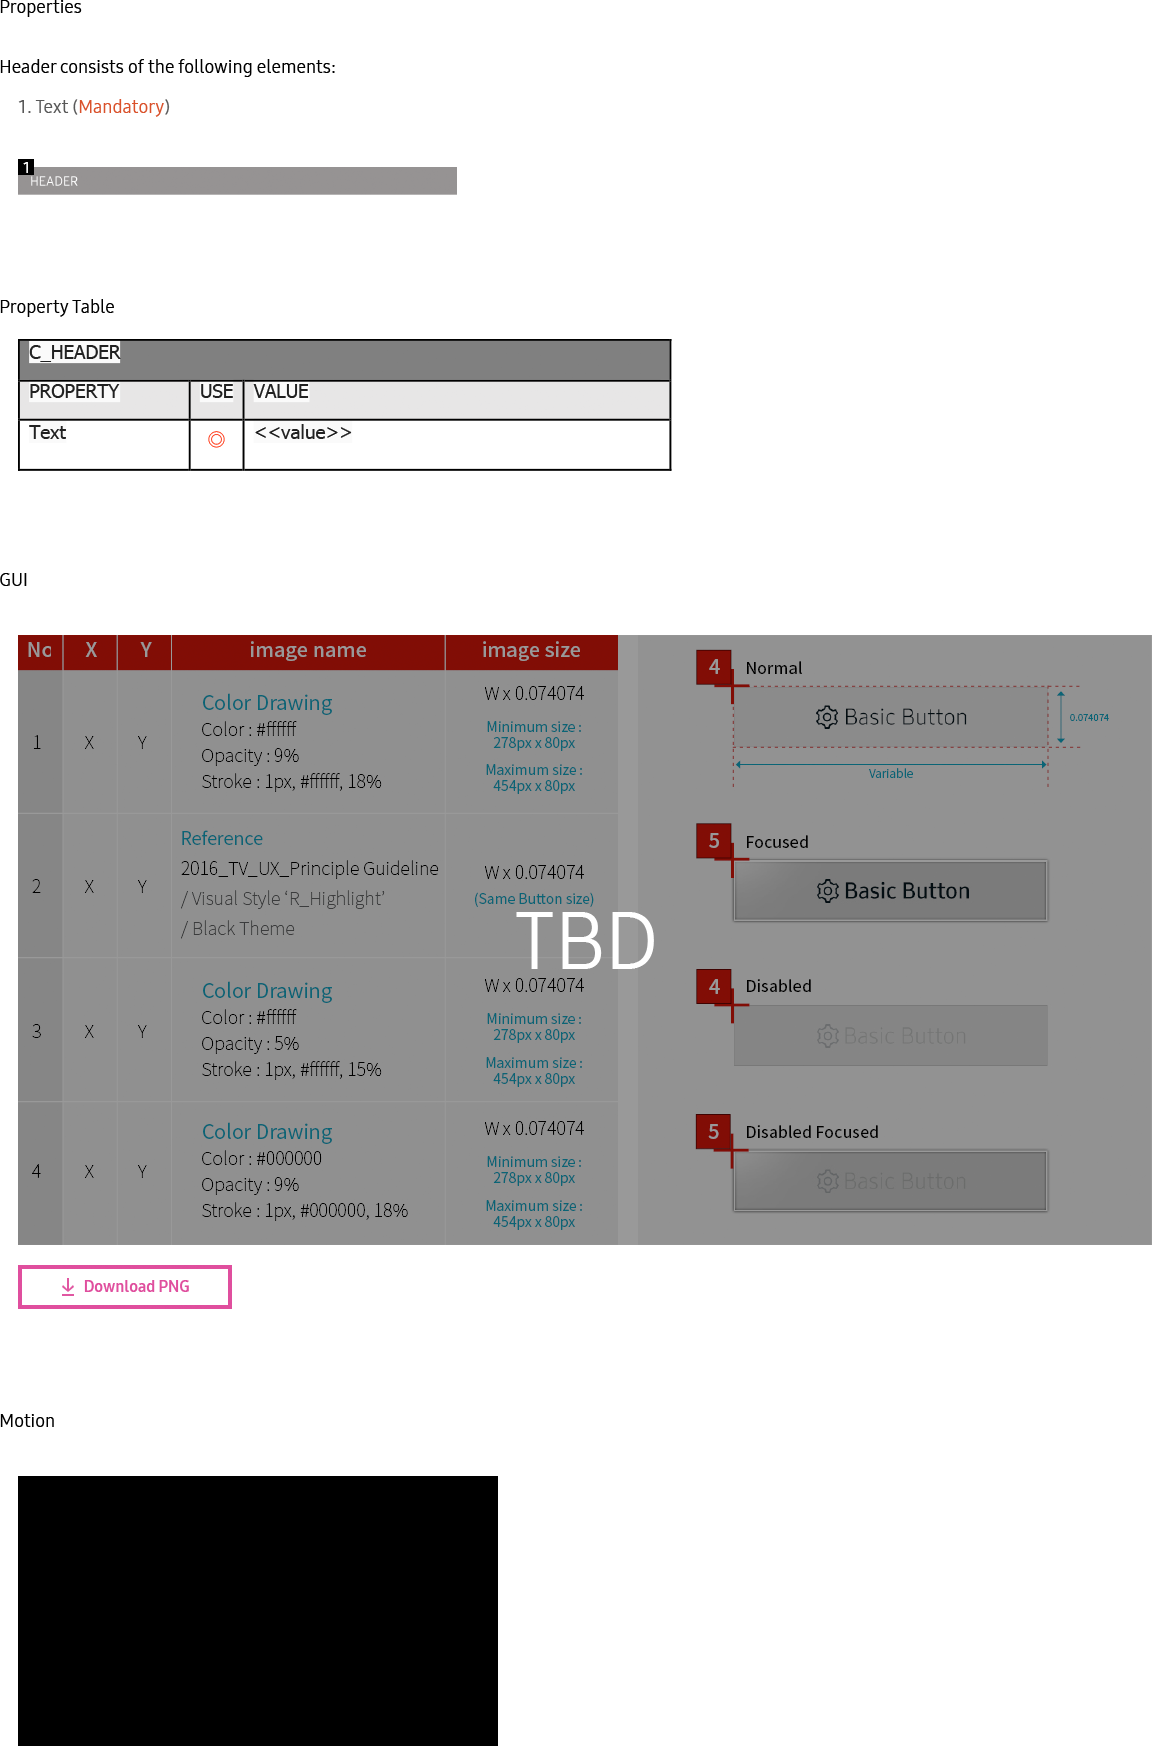 Properties
Header consists of the following elements:
1. Text (Mandatory)
1
HEADER
Property Table
C_HEADER
PROPERTY USE VALUE
Text ◎ <<value>>
GUI
No X Y image name image size
1 X Y
Color Drawing
Color : #ffffff
Opacity : 9%
Stroke : 1px, #ffffff, 18%
W x 0.074074
Minimum size :
278px x 80px
Maximum size :
454px x 80px
2 X Y
Reference
2016_TV_UX_Principle Guideline
/ Visual Style ‘R_Highlight’
/ Black Theme
W x 0.074074
(Same Button size)
3 X Y
Color Drawing
Color : #ffffff
Opacity : 5%
Stroke : 1px, #ffffff, 15%
W x 0.074074
Minimum size :
278px x 80px
Maximum size :
454px x 80px
4 X Y
Color Drawing
Color : #000000
Opacity : 9%
Stroke : 1px, #000000, 18%
W x 0.074074
Minimum size :
278px x 80px
Maximum size :
454px x 80px
TBD
4 Normal
Basic Button
0.074074
Variable
5 Focused
Basic Button
4 Disabled
Basic Button
5 Disabled Focused
Basic Button
Download PNG
Motion